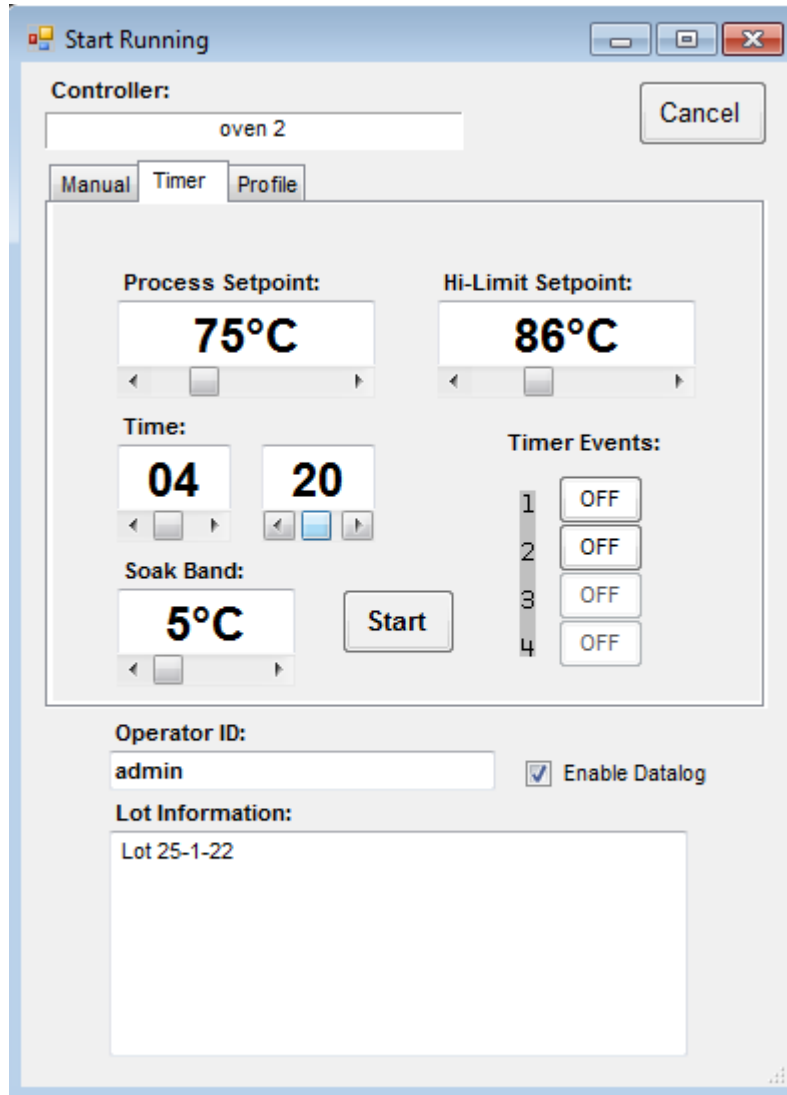 Start Running
Controller:
Cancel
oven 2
Manual Timer Profile
Process Setpoint: Hi-Limit Setpoint:
75°C 86°C
Time:
Timer Events:
04 20
1 OFF
2 OFF
Soak Band:
3 OFF
5°C Start
4 OFF
Operator ID:
admin Enable Datalog
Lot Information:
Lot 25-1-22